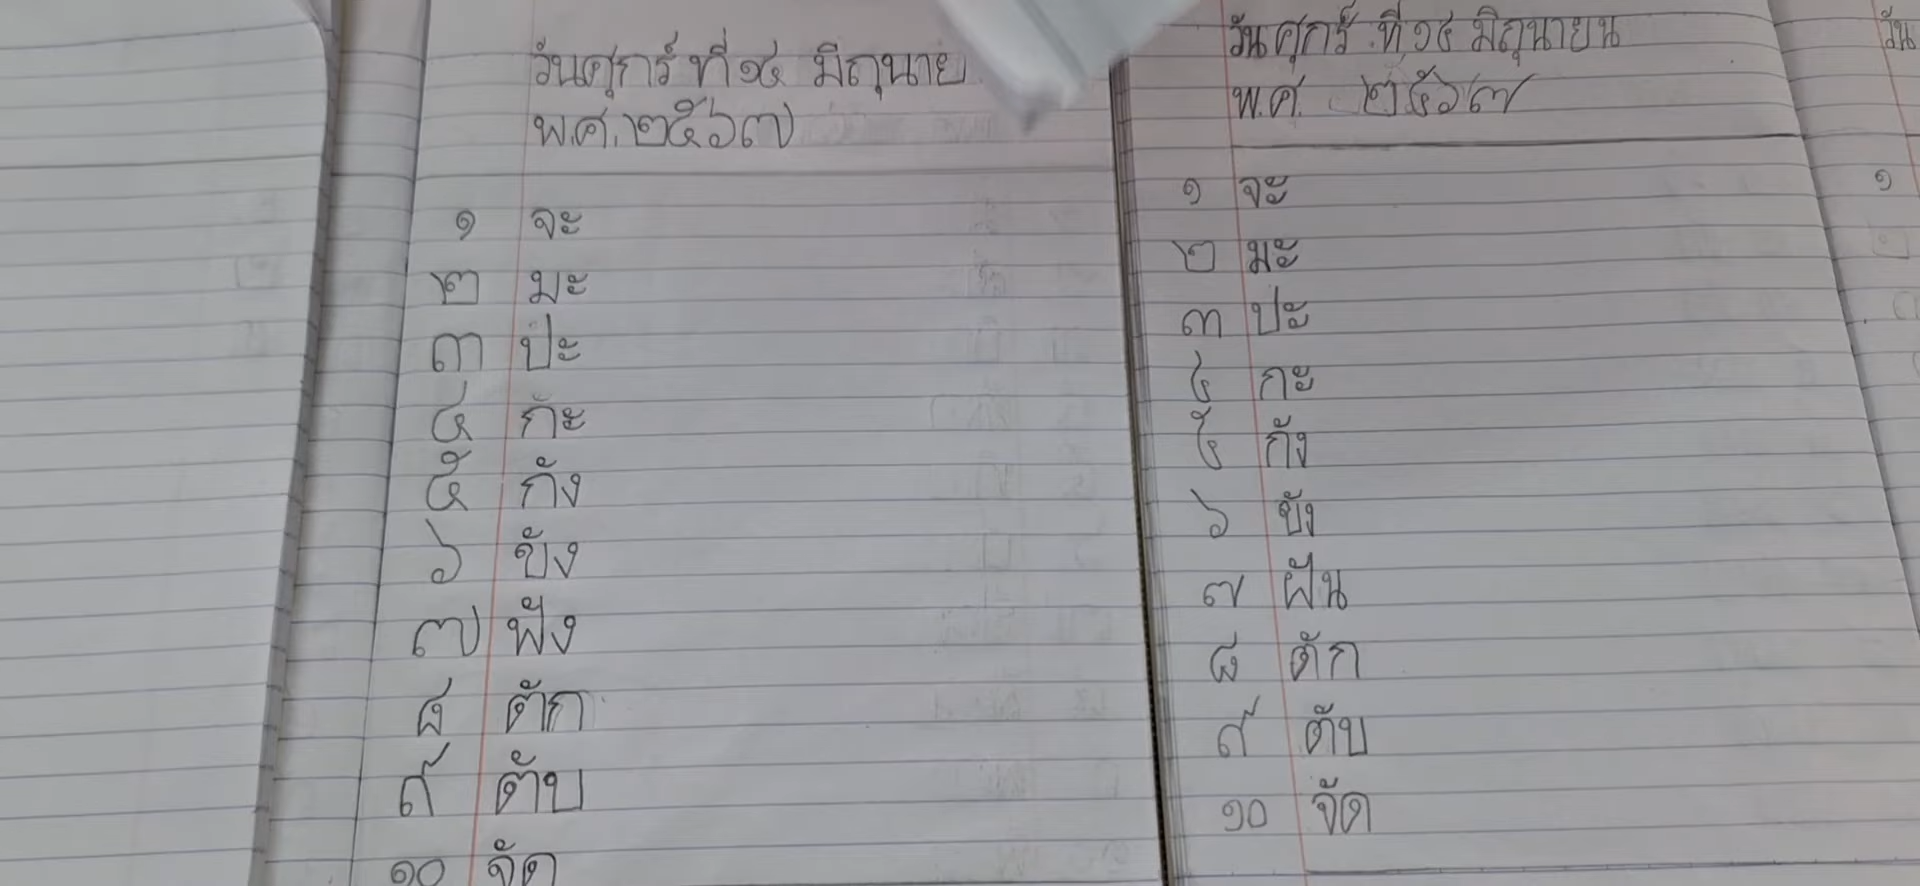 วันศุกร์ ที่ ๑๔ มิถุนาย
พ.ศ. ๒๕๖๗
๑ จะ
๒ มะ
๓ ปะ
๔ กะ
๕ กัง
๖ ขัง
๗ ฟัง
๘ ตัก
๙ ตับ
๑๐ จัด
วันศุกร์ ที่ ๑๔ มิถุนายน
พ.ศ. ๒๕๖๗
๑ จะ
๒ มะ
๓ ปะ
๔ กะ
๕ กัง
๖ ขัง
๗ ฝัน
๘ ตัก
๙ ตับ
๑๐ จัด
วัน
๑